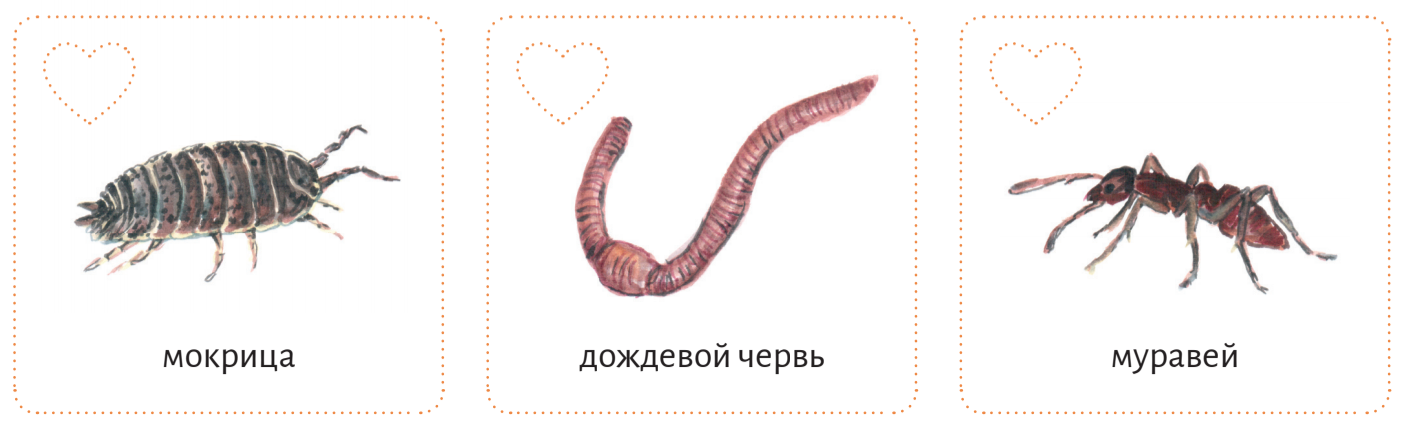 мокрица
дождевой червь
муравей